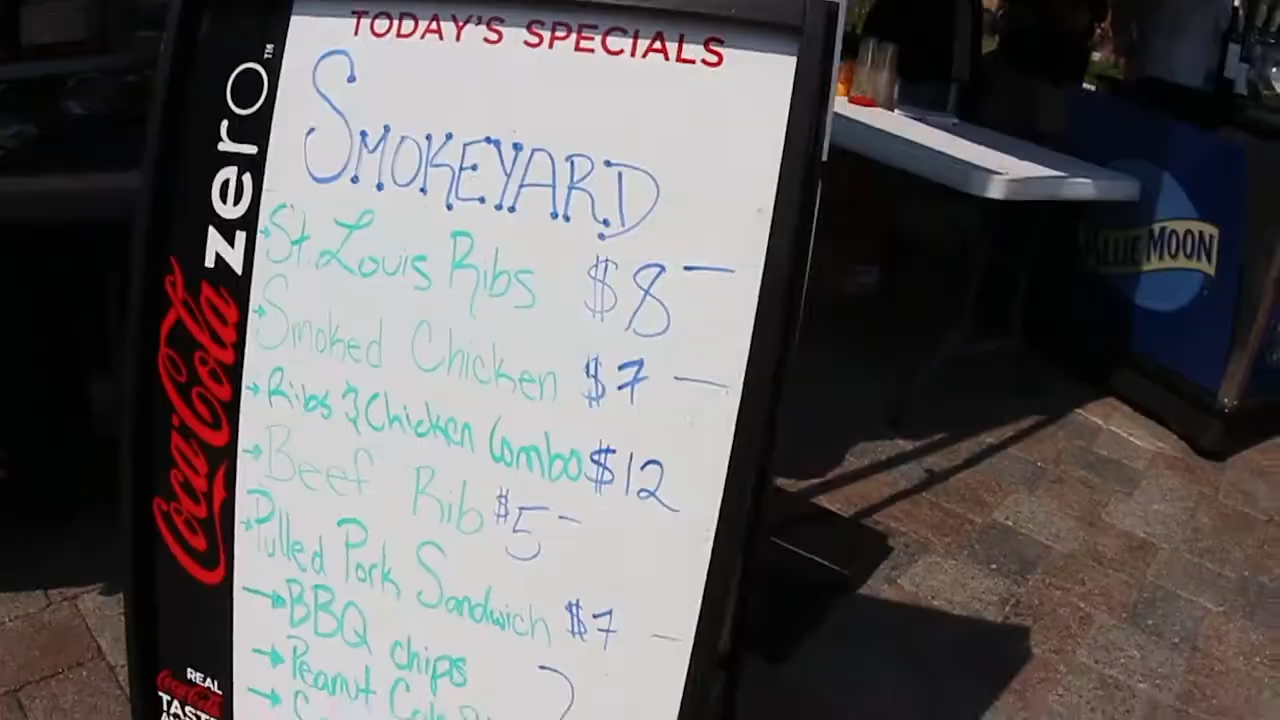 TODAY'S SPECIALS
SMOKEYARD
→St. Louis Ribs $8 —
→Smoked Chicken $7 —
→Ribs & Chicken Combo $12
→Beef Rib $5 –
→Pulled Pork Sandwich $7 —
→BBQ chips
→Peanut
Coca-Cola zero™
REAL
Coca-Cola
TASTE
BLUE MOON